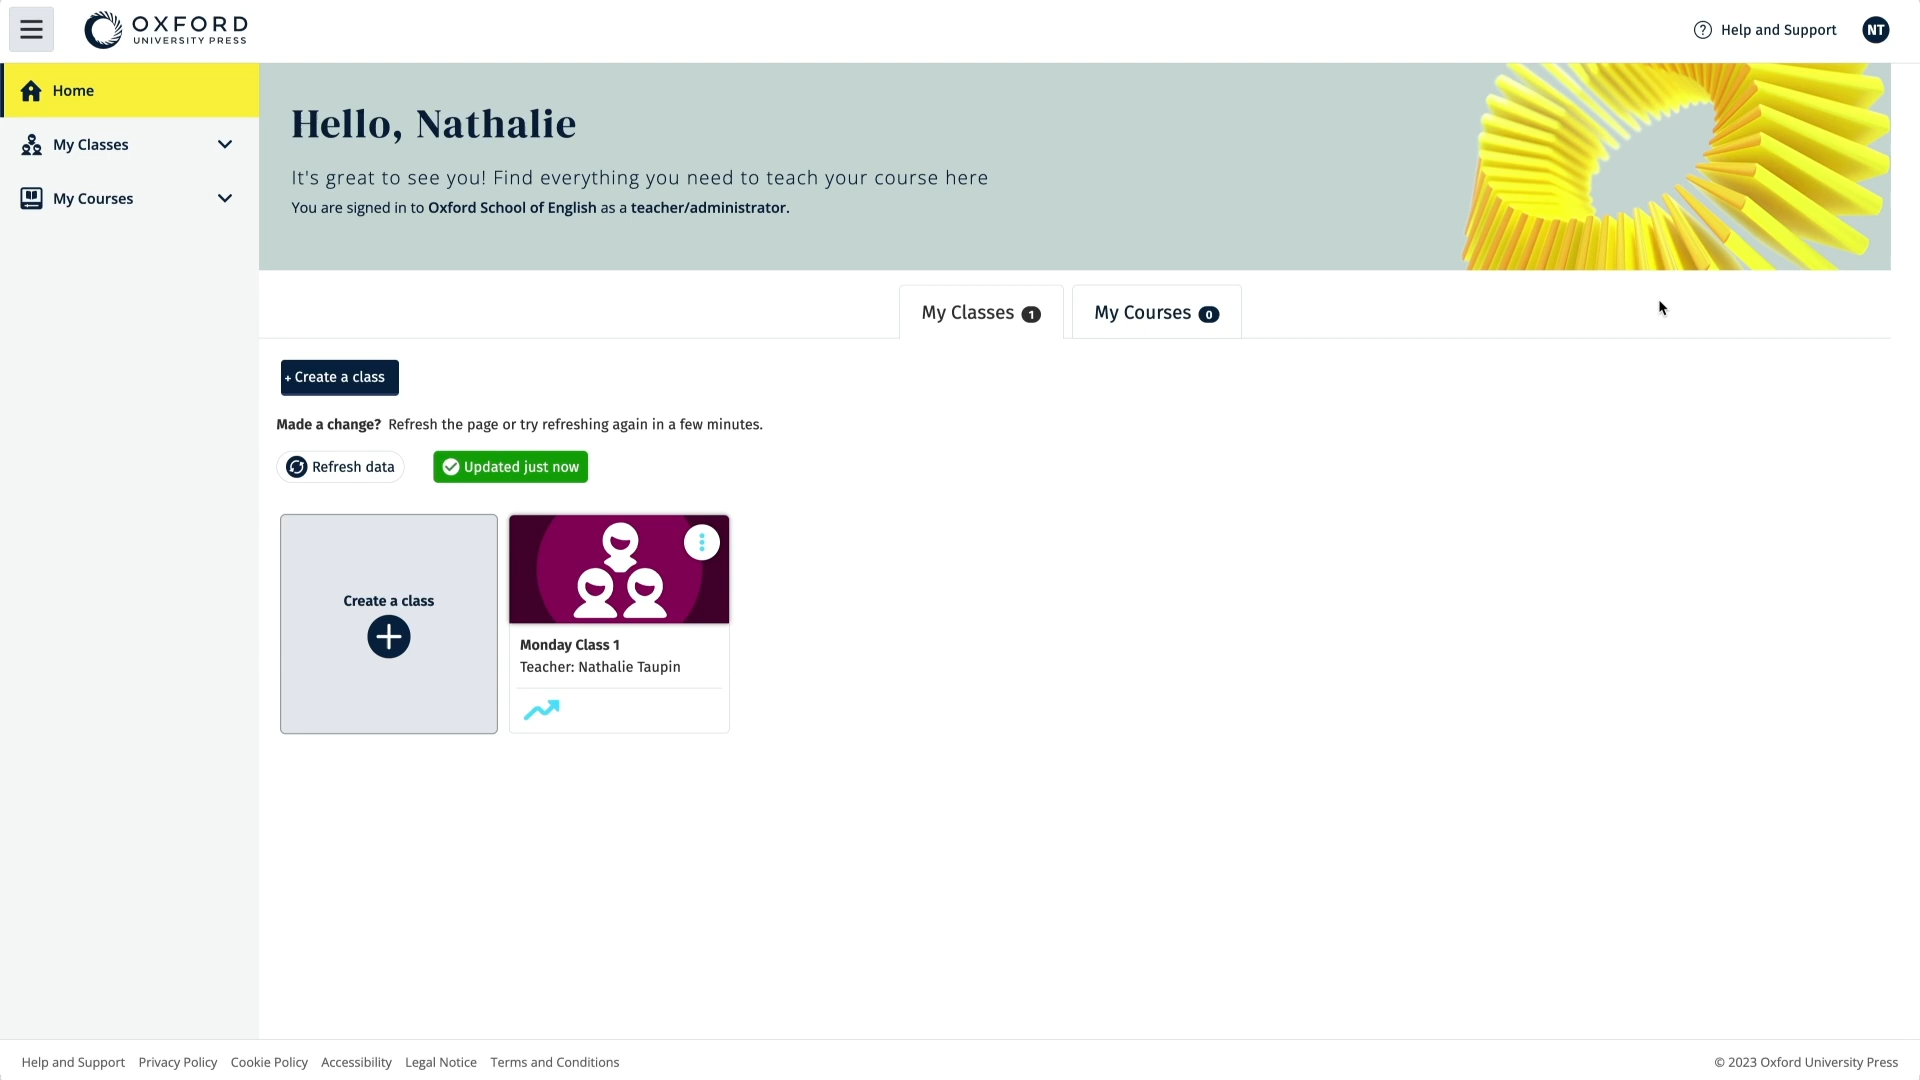 OXFORD
UNIVERSITY PRESS
? Help and Support
NT
Home
My Classes
My Courses
Hello, Nathalie
It's great to see you! Find everything you need to teach your course here
You are signed in to Oxford School of English as a teacher/administrator.
My Classes 1
My Courses 0
+ Create a class
Made a change? Refresh the page or try refreshing again in a few minutes.
Refresh data
Updated just now
Create a class
Monday Class 1
Teacher: Nathalie Taupin
Help and Support Privacy Policy Cookie Policy Accessibility Legal Notice Terms and Conditions
© 2023 Oxford University Press